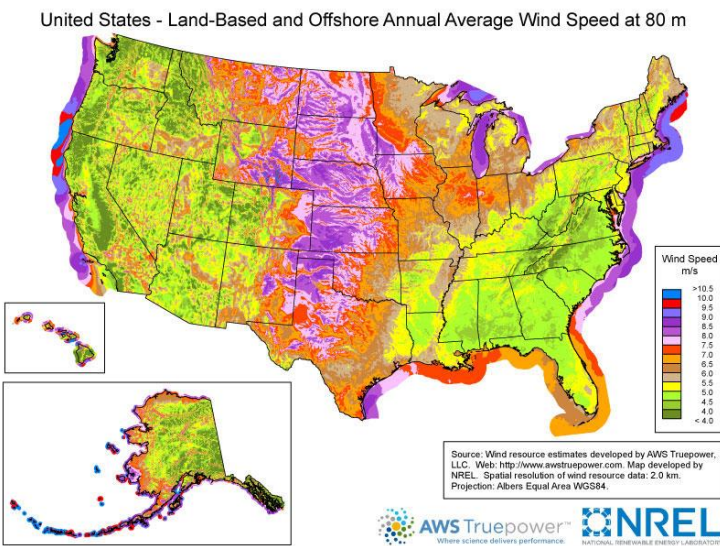 United States - Land-Based and Offshore Annual Average Wind Speed at 80 m
Wind Speed
m/s
>10.5
10.0
9.5
9.0
8.5
8.0
7.5
7.0
6.5
6.0
5.5
5.0
4.5
4.0
< 4.0
Source: Wind resource estimates developed by AWS Truepower,
LLC. Web: http://www.awstruepower.com. Map developed by
NREL. Spatial resolution of wind resource data: 2.0 km.
Projection: Albers Equal Area WGS84.
AWS Truepower™
Where science delivers performance.
NREL
NATIONAL RENEWABLE ENERGY LABORATORY